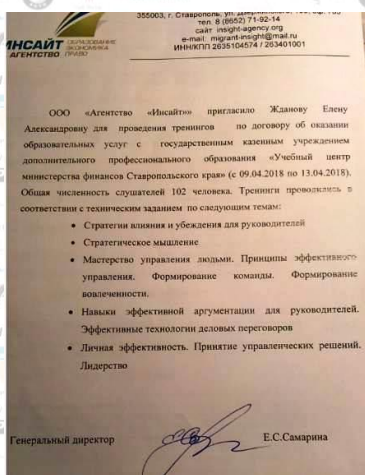 355003, г. Ставрополь, ул.
тел. 8 (8652) 71-92-14
сайт insight-agency.org
e-mail: migrant-insight@mail.ru
ИНН/КПП 2635104574 / 263401001
ИНСАЙТ
АГЕНТСТВО
ОБРАЗОВАНИЕ
ЭКОНОМИКА
ПРАВО
ООО «Агентство «Инсайт»» пригласило Жданову Елену
Александровну для проведения тренингов по договору об оказании
образовательных услуг с государственным казенным учреждением
дополнительного профессионального образования «Учебный центр
министерства финансов Ставропольского края» (с 09.04.2018 по 13.04.2018).
Общая численность слушателей 102 человека. Тренинги проводились в
соответствии с техническим заданием по следующим темам:
• Стратегии влияния и убеждения для руководителей
• Стратегическое мышление
• Мастерство управления людьми. Принципы эффективного
управления. Формирование команды. Формирование
вовлеченности.
• Навыки эффективной аргументации для руководителей.
Эффективные технологии деловых переговоров
• Личная эффективность. Принятие управленческих решений.
Лидерство
Генеральный директор Е.С.Самарина